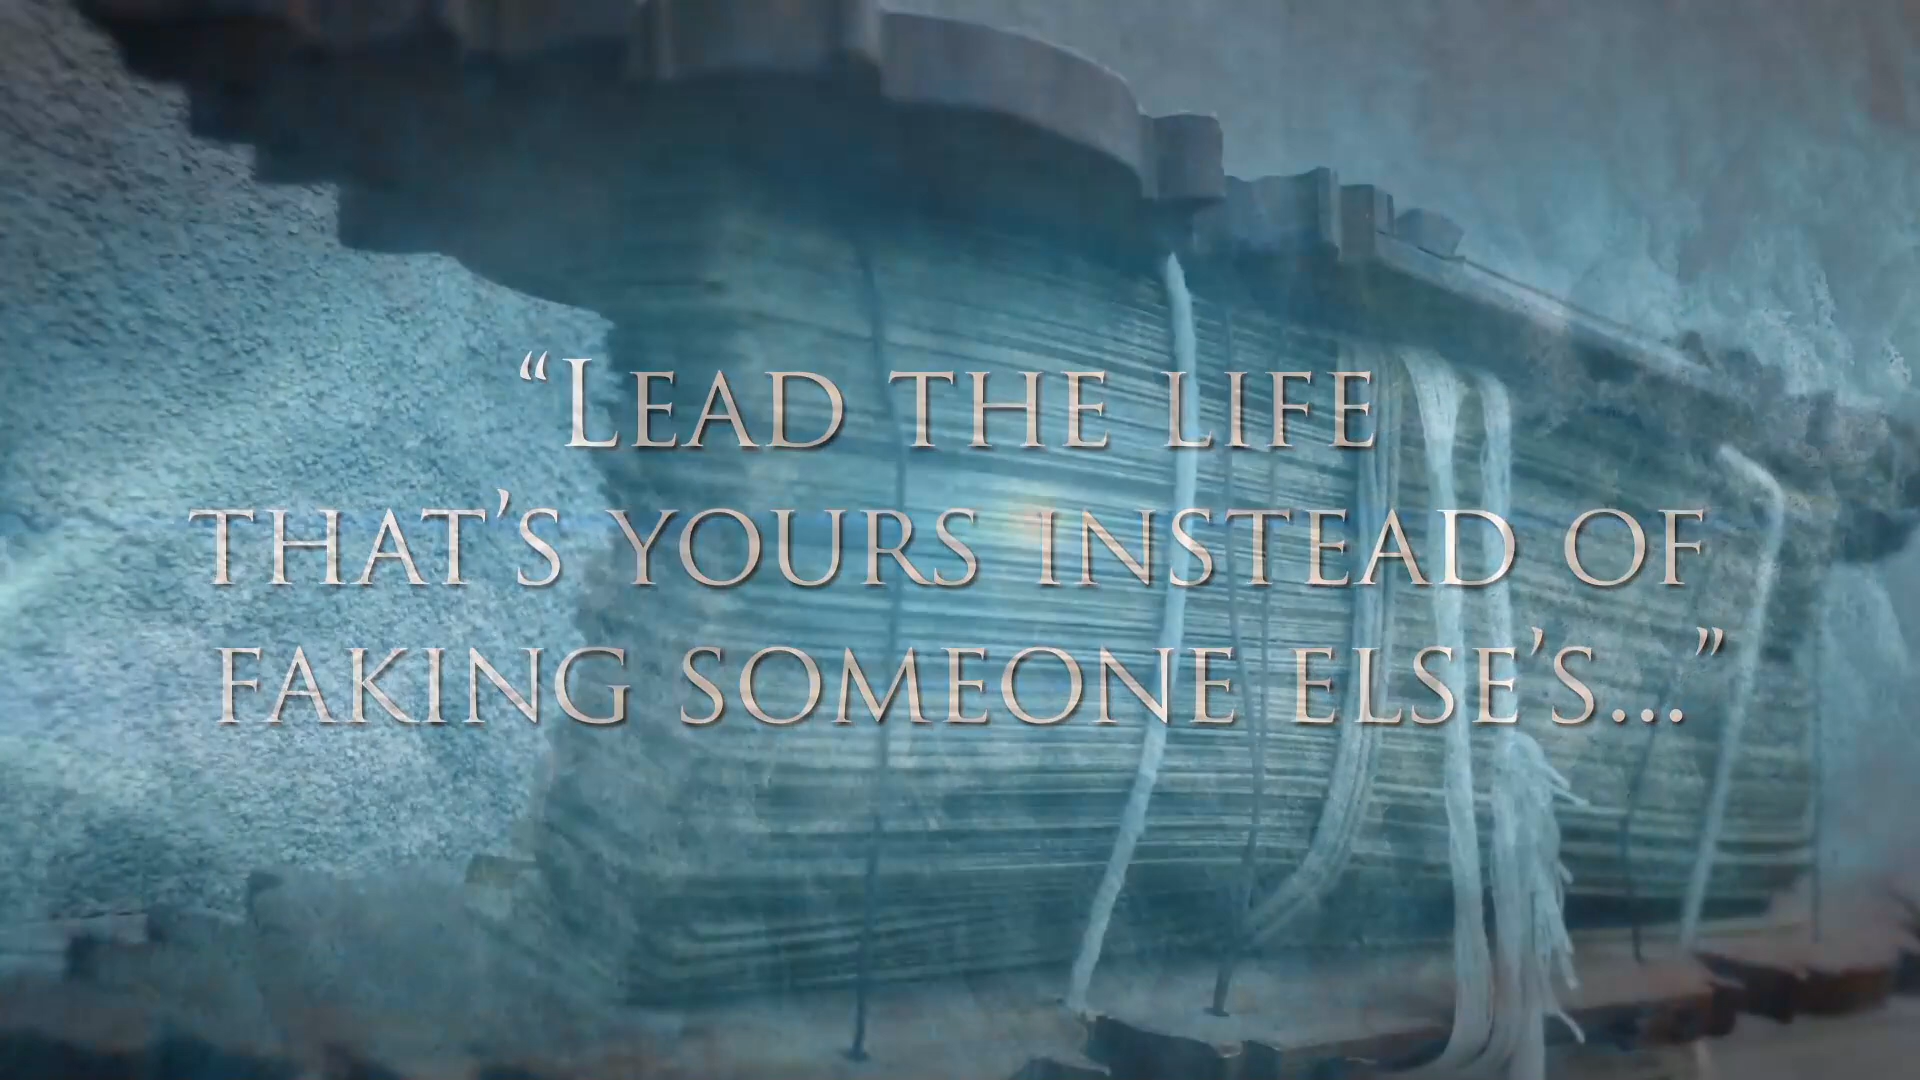 “LEAD THE LIFE
THAT’S YOURS INSTEAD OF
FAKING SOMEONE ELSE’S...”